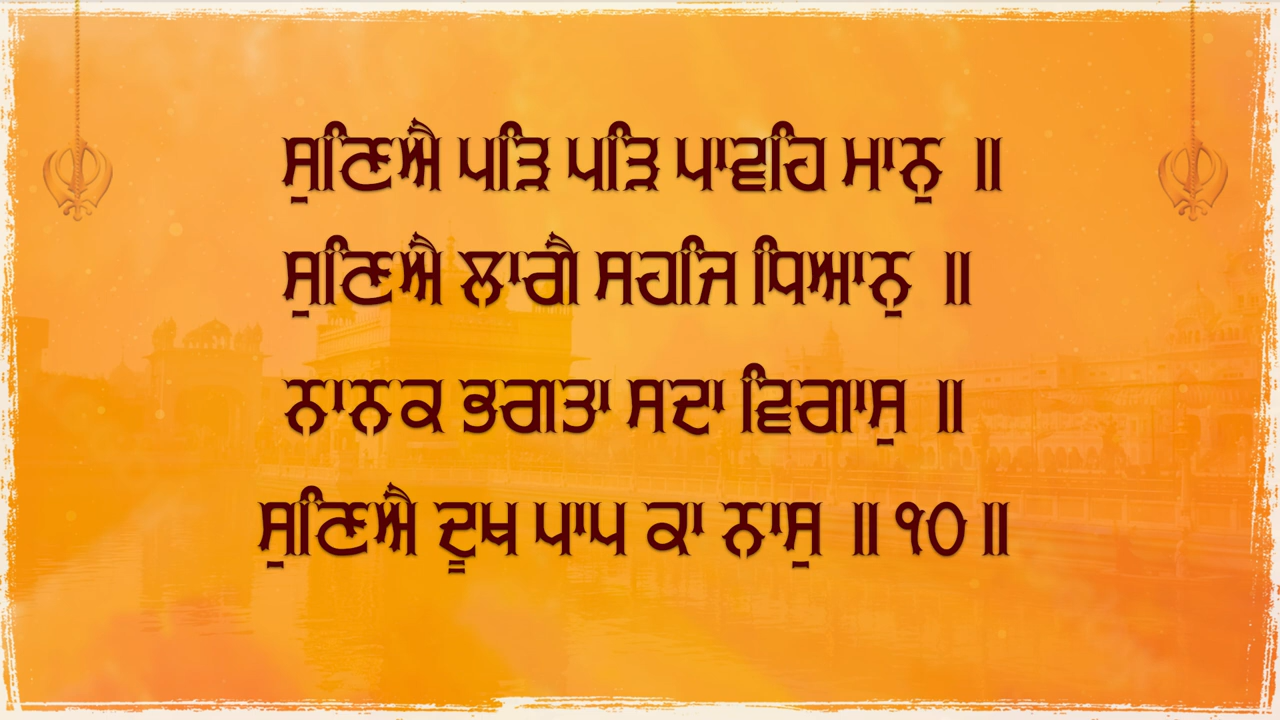 ਸੁਣਿਐ ਪੜਿ ਪੜਿ ਪਾਵਹਿ ਮਾਨੁ ॥
ਸੁਣਿਐ ਲਾਗੈ ਸਹਜਿ ਧਿਆਨੁ ॥
ਨਾਨਕ ਭਗਤਾ ਸਦਾ ਵਿਗਾਸੁ ॥
ਸੁਣਿਐ ਦੂਖ ਪਾਪ ਕਾ ਨਾਸੁ ॥੧੦॥